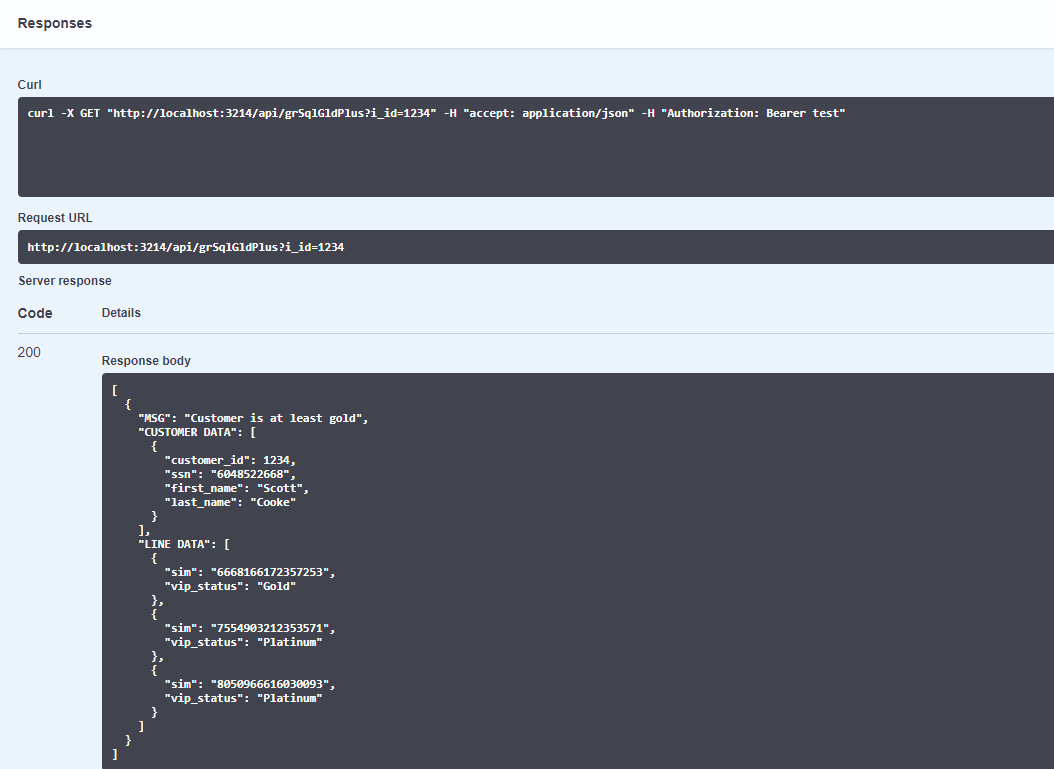 Responses
Curl
curl -X GET "http://localhost:3214/api/grSqlGldPlus?i_id=1234" -H "accept: application/json" -H "Authorization: Bearer test"
Request URL
http://localhost:3214/api/grSqlGldPlus?i_id=1234
Server response
Code Details
200
Response body
[
  {
    "MSG": "Customer is at least gold",
    "CUSTOMER DATA": [
      {
        "customer_id": 1234,
        "ssn": "6048522668",
        "first_name": "Scott",
        "last_name": "Cooke"
      }
    ],
    "LINE DATA": [
      {
        "sim": "6668166172357253",
        "vip_status": "Gold"
      },
      {
        "sim": "7554903212353571",
        "vip_status": "Platinum"
      },
      {
        "sim": "8050966616030093",
        "vip_status": "Platinum"
      }
    ]
  }
]